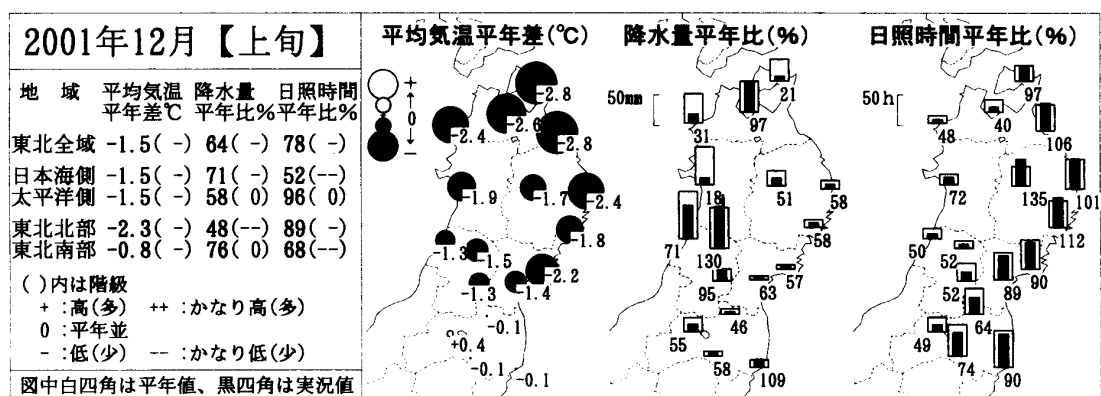 2001年12月【上旬】
地 域 平均気温 降水量 日照時間
平年差℃ 平年比% 平年比%
東北全域 -1.5( -) 64( -) 78( -)
日本海側 -1.5( -) 71( -) 52(--)
太平洋側 -1.5( -) 58( 0) 96( 0)
東北北部 -2.3( -) 48(--) 89( -)
東北南部 -0.8( -) 76( 0) 68(--)
( )内は階級
+ :高(多) ++ :かなり高(多)
0 :平年並
- :低(少) -- :かなり低(少)
図中白四角は平年値、黒四角は実況値
平均気温平年差(℃)
+
0
-
-2.8
-2.6
-2.4
-2.8
-1.9
-1.7
-2.4
-1.8
-1.3
-1.5
-2.2
-1.3
-1.4
-0.1
+0.4
-0.1
-0.1
降水量平年比(%)
50mm
21
97
31
18
51
58
58
71
130
57
95
63
46
55
58
109
日照時間平年比(%)
50h
97
40
48
106
72
135
101
112
50
52
90
52
89
64
49
74
90